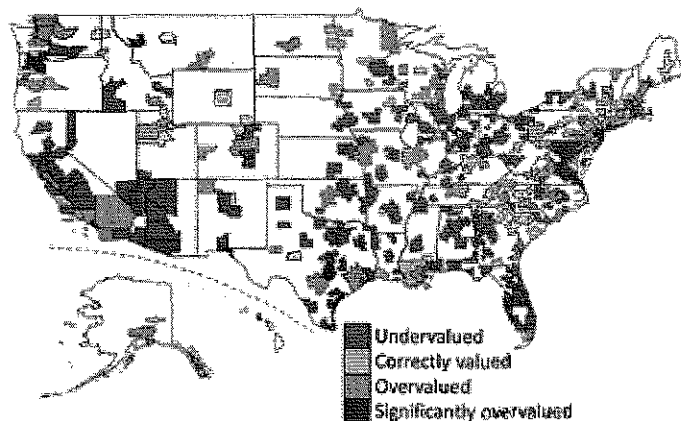 Undervalued
Correctly valued
Overvalued
Significantly overvalued